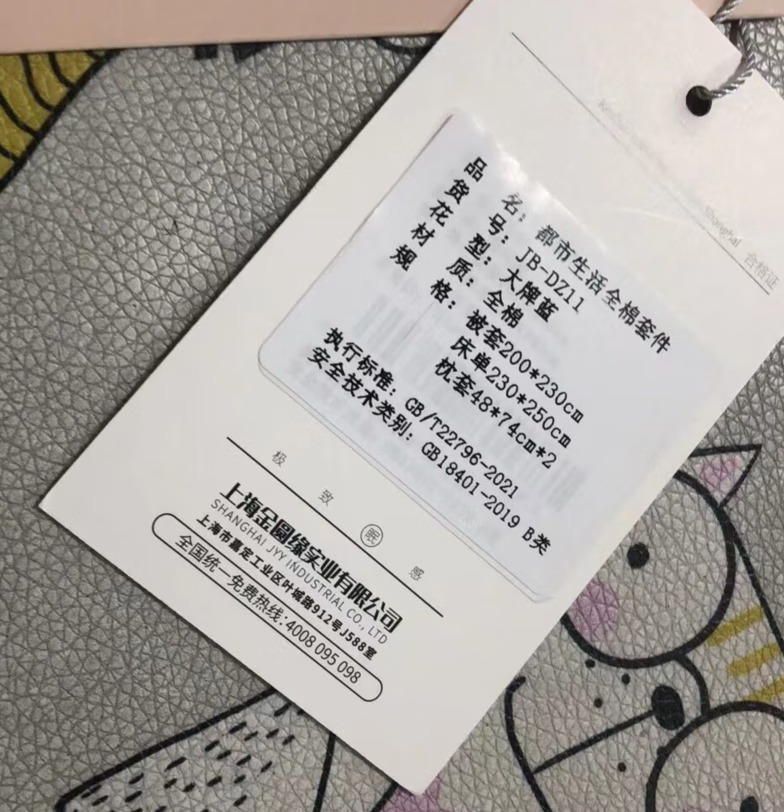 Shanghai 合格证
品 名：都市生活全棉套件
货 号：JB-DZ11
花 型：大牌蓝
材 质：全棉
规 格：被套200*230cm
床单230*250cm
枕套48*74cm*2
执行标准：GB/T22796-2021
安全技术类别：GB18401-2019 B类
极 致 眠 感
上海金圆缘实业有限公司
SHANGHAI JYY INDUSTRIAL CO., LTD
上海市嘉定工业区叶城路912号J588室
全国统一免费热线:4008 095 098